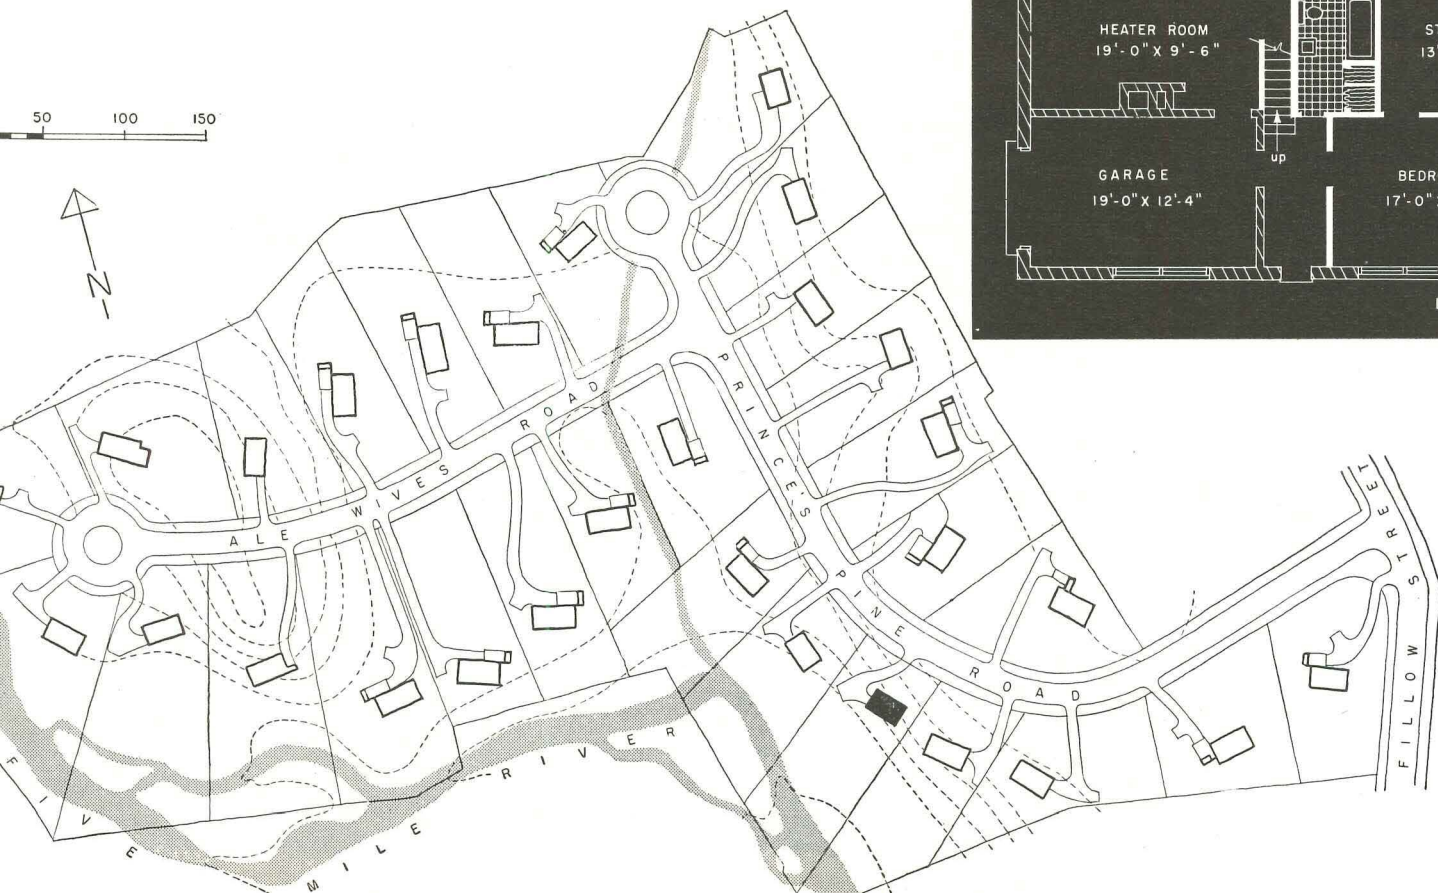 50 100 150
N
HEATER ROOM
19'-0" X 9'-6"
ST
13'
up
GARAGE
19'-0" X 12'-4"
BEDR
17'-0"
ALE WVES ROAD
PRINCES PINE ROAD
FILLOW STREET
FIVE MILE RIVER